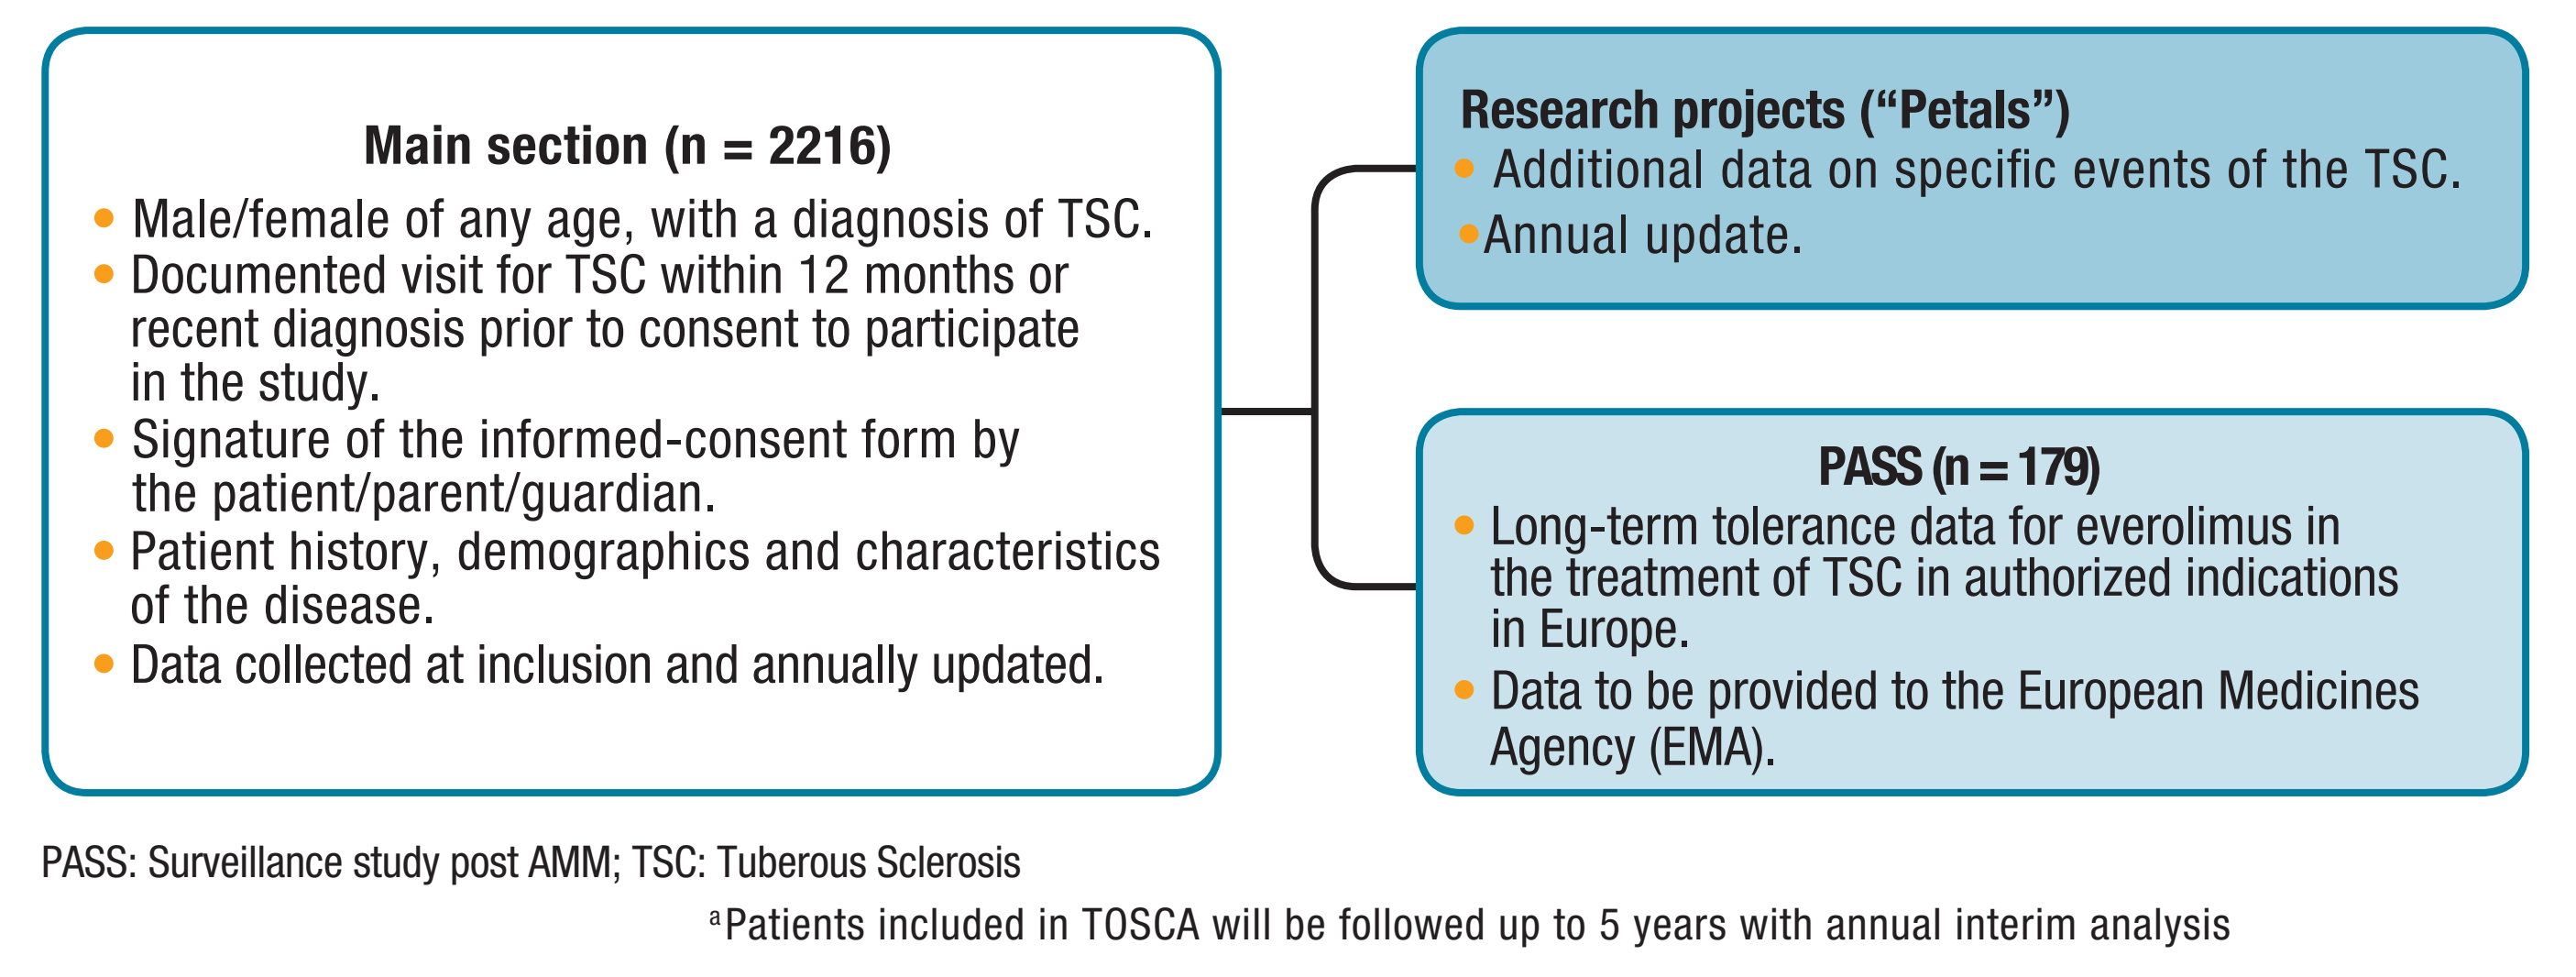 Main section (n = 2216)
• Male/female of any age, with a diagnosis of TSC.
• Documented visit for TSC within 12 months or
recent diagnosis prior to consent to participate
in the study.
• Signature of the informed-consent form by
the patient/parent/guardian.
• Patient history, demographics and characteristics
of the disease.
• Data collected at inclusion and annually updated.
Research projects (“Petals”)
• Additional data on specific events of the TSC.
• Annual update.
PASS (n = 179)
• Long-term tolerance data for everolimus in
the treatment of TSC in authorized indications
in Europe.
• Data to be provided to the European Medicines
Agency (EMA).
PASS: Surveillance study post AMM; TSC: Tuberous Sclerosis
ᵃPatients included in TOSCA will be followed up to 5 years with annual interim analysis